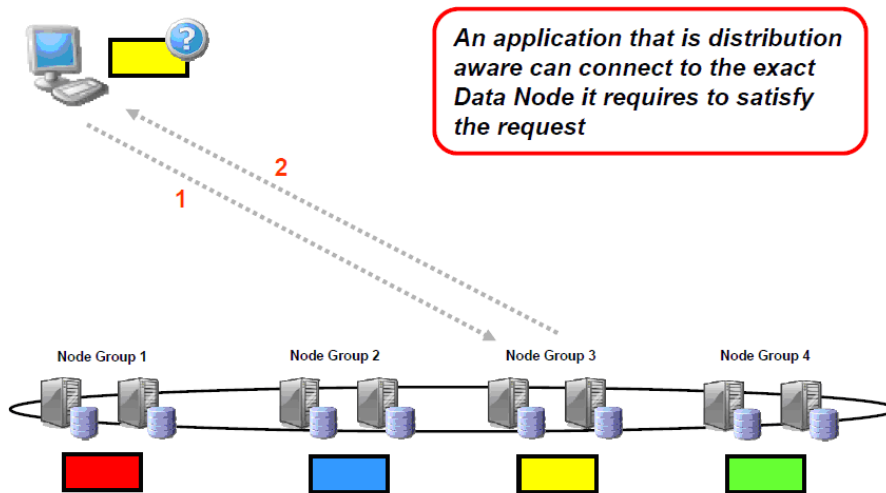 ?
An application that is distribution
aware can connect to the exact
Data Node it requires to satisfy
the request
2
1
Node Group 1
Node Group 2
Node Group 3
Node Group 4